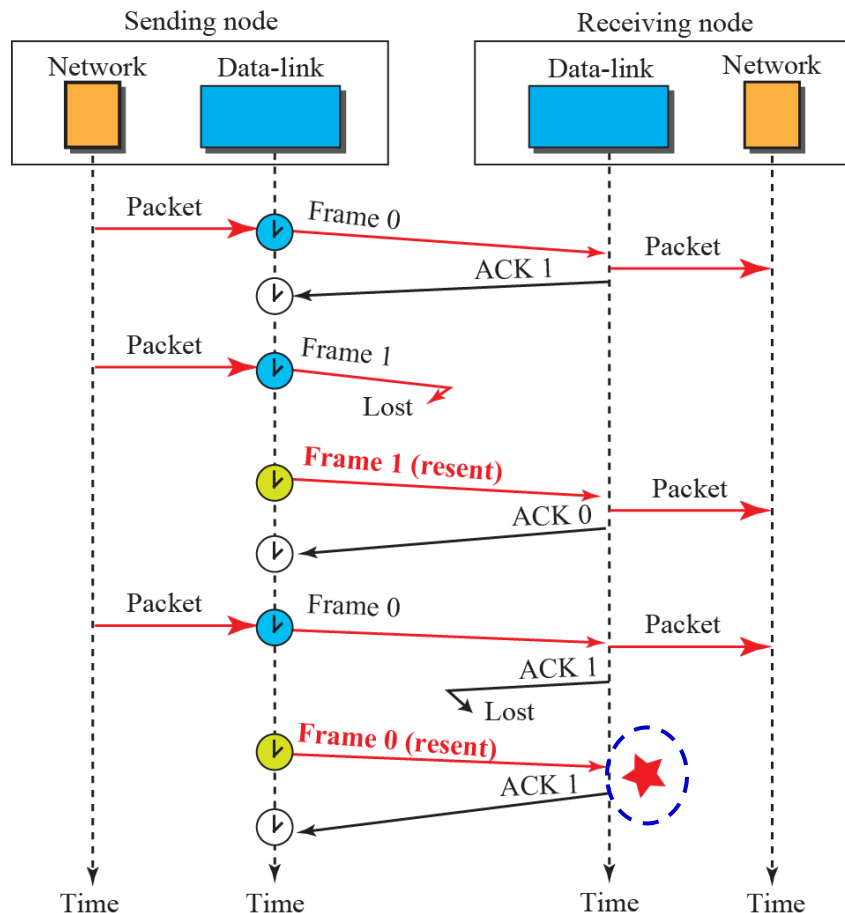 Sending node
Receiving node
Network
Data-link
Data-link
Network
Packet
Frame 0
Packet
ACK 1
Packet
Frame 1
Lost
Frame 1 (resent)
Packet
ACK 0
Packet
Frame 0
Packet
ACK 1
Lost
Frame 0 (resent)
ACK 1
Time
Time
Time
Time